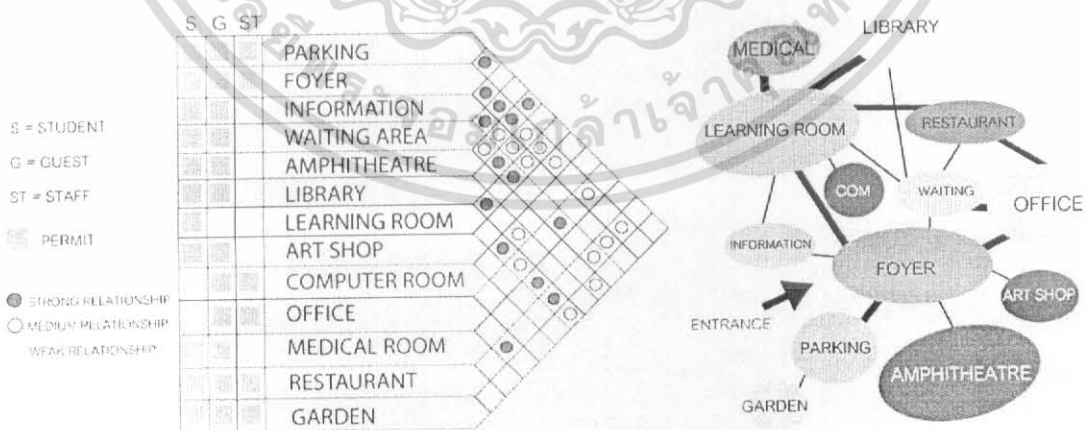 S G ST
PARKING
FOYER
INFORMATION
WAITING AREA
AMPHITHEATRE
LIBRARY
LEARNING ROOM
ART SHOP
COMPUTER ROOM
OFFICE
MEDICAL ROOM
RESTAURANT
GARDEN
S = STUDENT
G = GUEST
ST = STAFF
PERMIT
STRONG RELATIONSHIP
MEDIUM RELATIONSHIP
WEAK RELATIONSHIP
MEDICAL
LIBRARY
LEARNING ROOM
RESTAURANT
COM
WAITING
OFFICE
INFORMATION
FOYER
ART SHOP
ENTRANCE
PARKING
AMPHITHEATRE
GARDEN